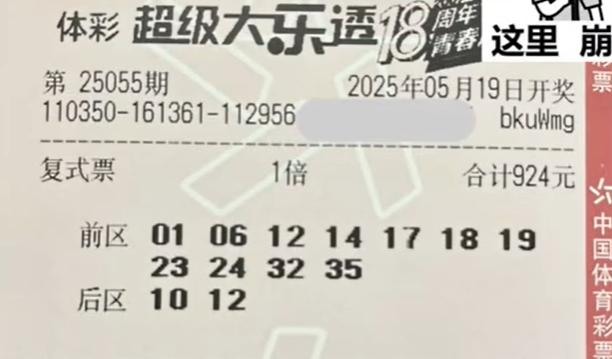 体彩 超级大乐透 18周年
青春
这里 崩
第 25055期 2025年05月19日开奖
110350-161361-112956 bkuWmg
复式票 1倍 合计924元
前区 01 06 12 14 17 18 19
23 24 32 35
后区 10 12
彩票
中国体育彩票